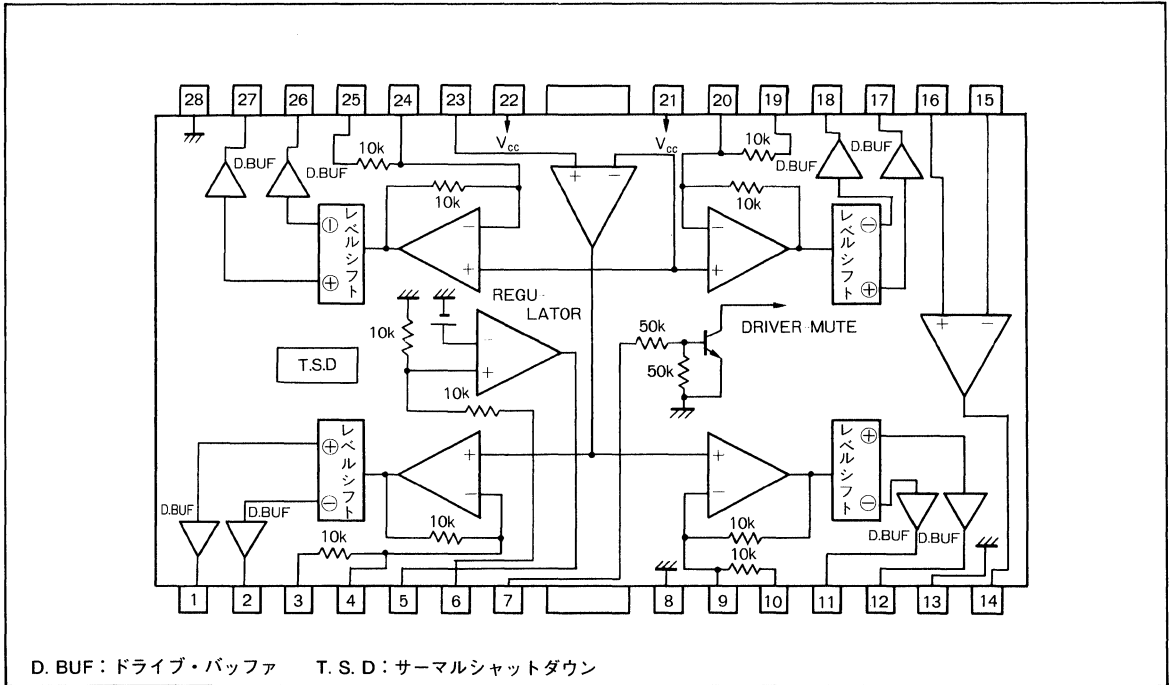 28 27 26 25 24 23 22 21 20 19 18 17 16 15
Vcc
Vcc
10k
10k
D.BUF
D.BUF
D.BUF
D.BUF
10k
10k
+ −
⊖
レベルシフト
⊕
−
+
−
+
レベルシフト
⊖
⊕
REGU
LATOR
10k
−
+
10k
T.S.D
50k
50k
DRIVER MUTE
+ −
⊕
レベルシフト
⊖
+
−
+
−
レベルシフト
⊕
⊖
D.BUF
D.BUF
10k
10k
10k
10k
D.BUF
D.BUF
1 2 3 4 5 6 7 8 9 10 11 12 13 14
D. BUF：ドライブ・バッファ T. S. D：サーマルシャットダウン